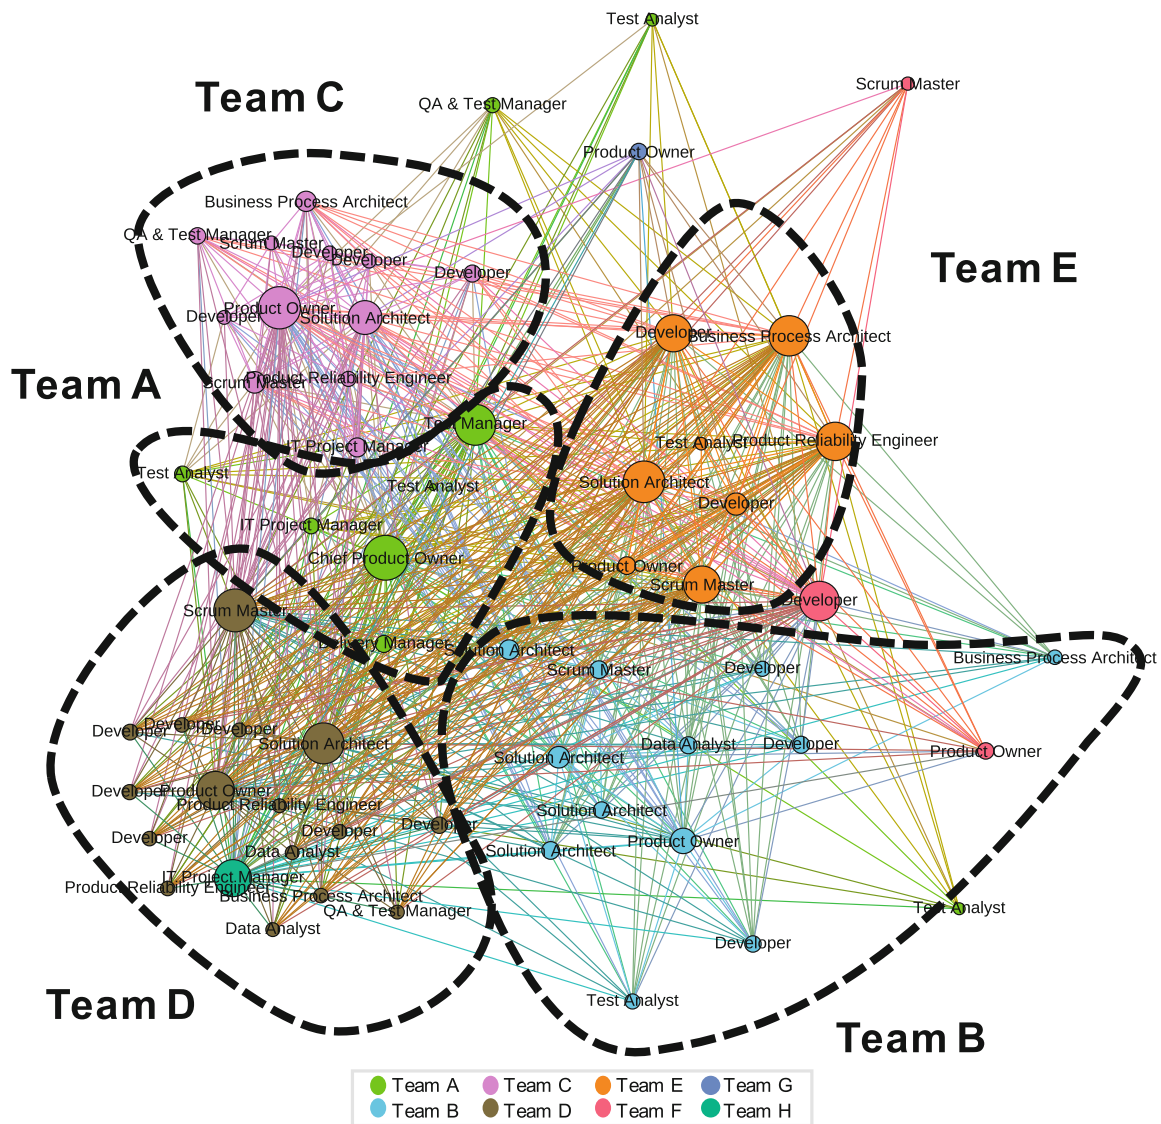 Test Analyst
Scrum Master
Team C
QA & Test Manager
Product Owner
Business Process Architect
QA & Test Manager
Scrum Master
Developer
Developer
Developer
Team E
Product Owner
Developer
Solution Architect
Developer
Business Process Architect
Team A
Scrum Master
Product Reliability Engineer
Test Manager
IT Project Manager
Test Analyst
Product Reliability Engineer
Test Analyst
Test Analyst
Solution Architect
Developer
IT Project Manager
Chief Product Owner
Product Owner
Scrum Master
Developer
Scrum Master
Delivery Manager
Solution Architect
Scrum Master
Developer
Business Process Architect
Developer
Developer
Developer
Solution Architect
Solution Architect
Data Analyst
Developer
Product Owner
Developer
Product Owner
Product Reliability Engineer
Solution Architect
Developer
Developer
Developer
Product Owner
Data Analyst
Solution Architect
IT Project Manager
Product Reliability Engineer
Business Process Architect
QA & Test Manager
Test Analyst
Data Analyst
Developer
Team D
Test Analyst
Team B
Team A
Team C
Team E
Team G
Team B
Team D
Team F
Team H